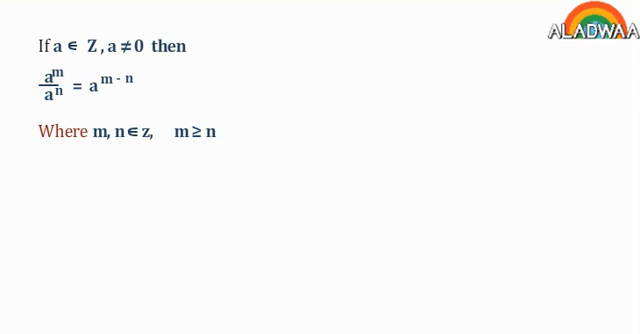 ALADWAA
If a ∈ Z , a ≠ 0 then
a^m / a^n = a^(m - n)
Where m, n ∈ z, m ≥ n